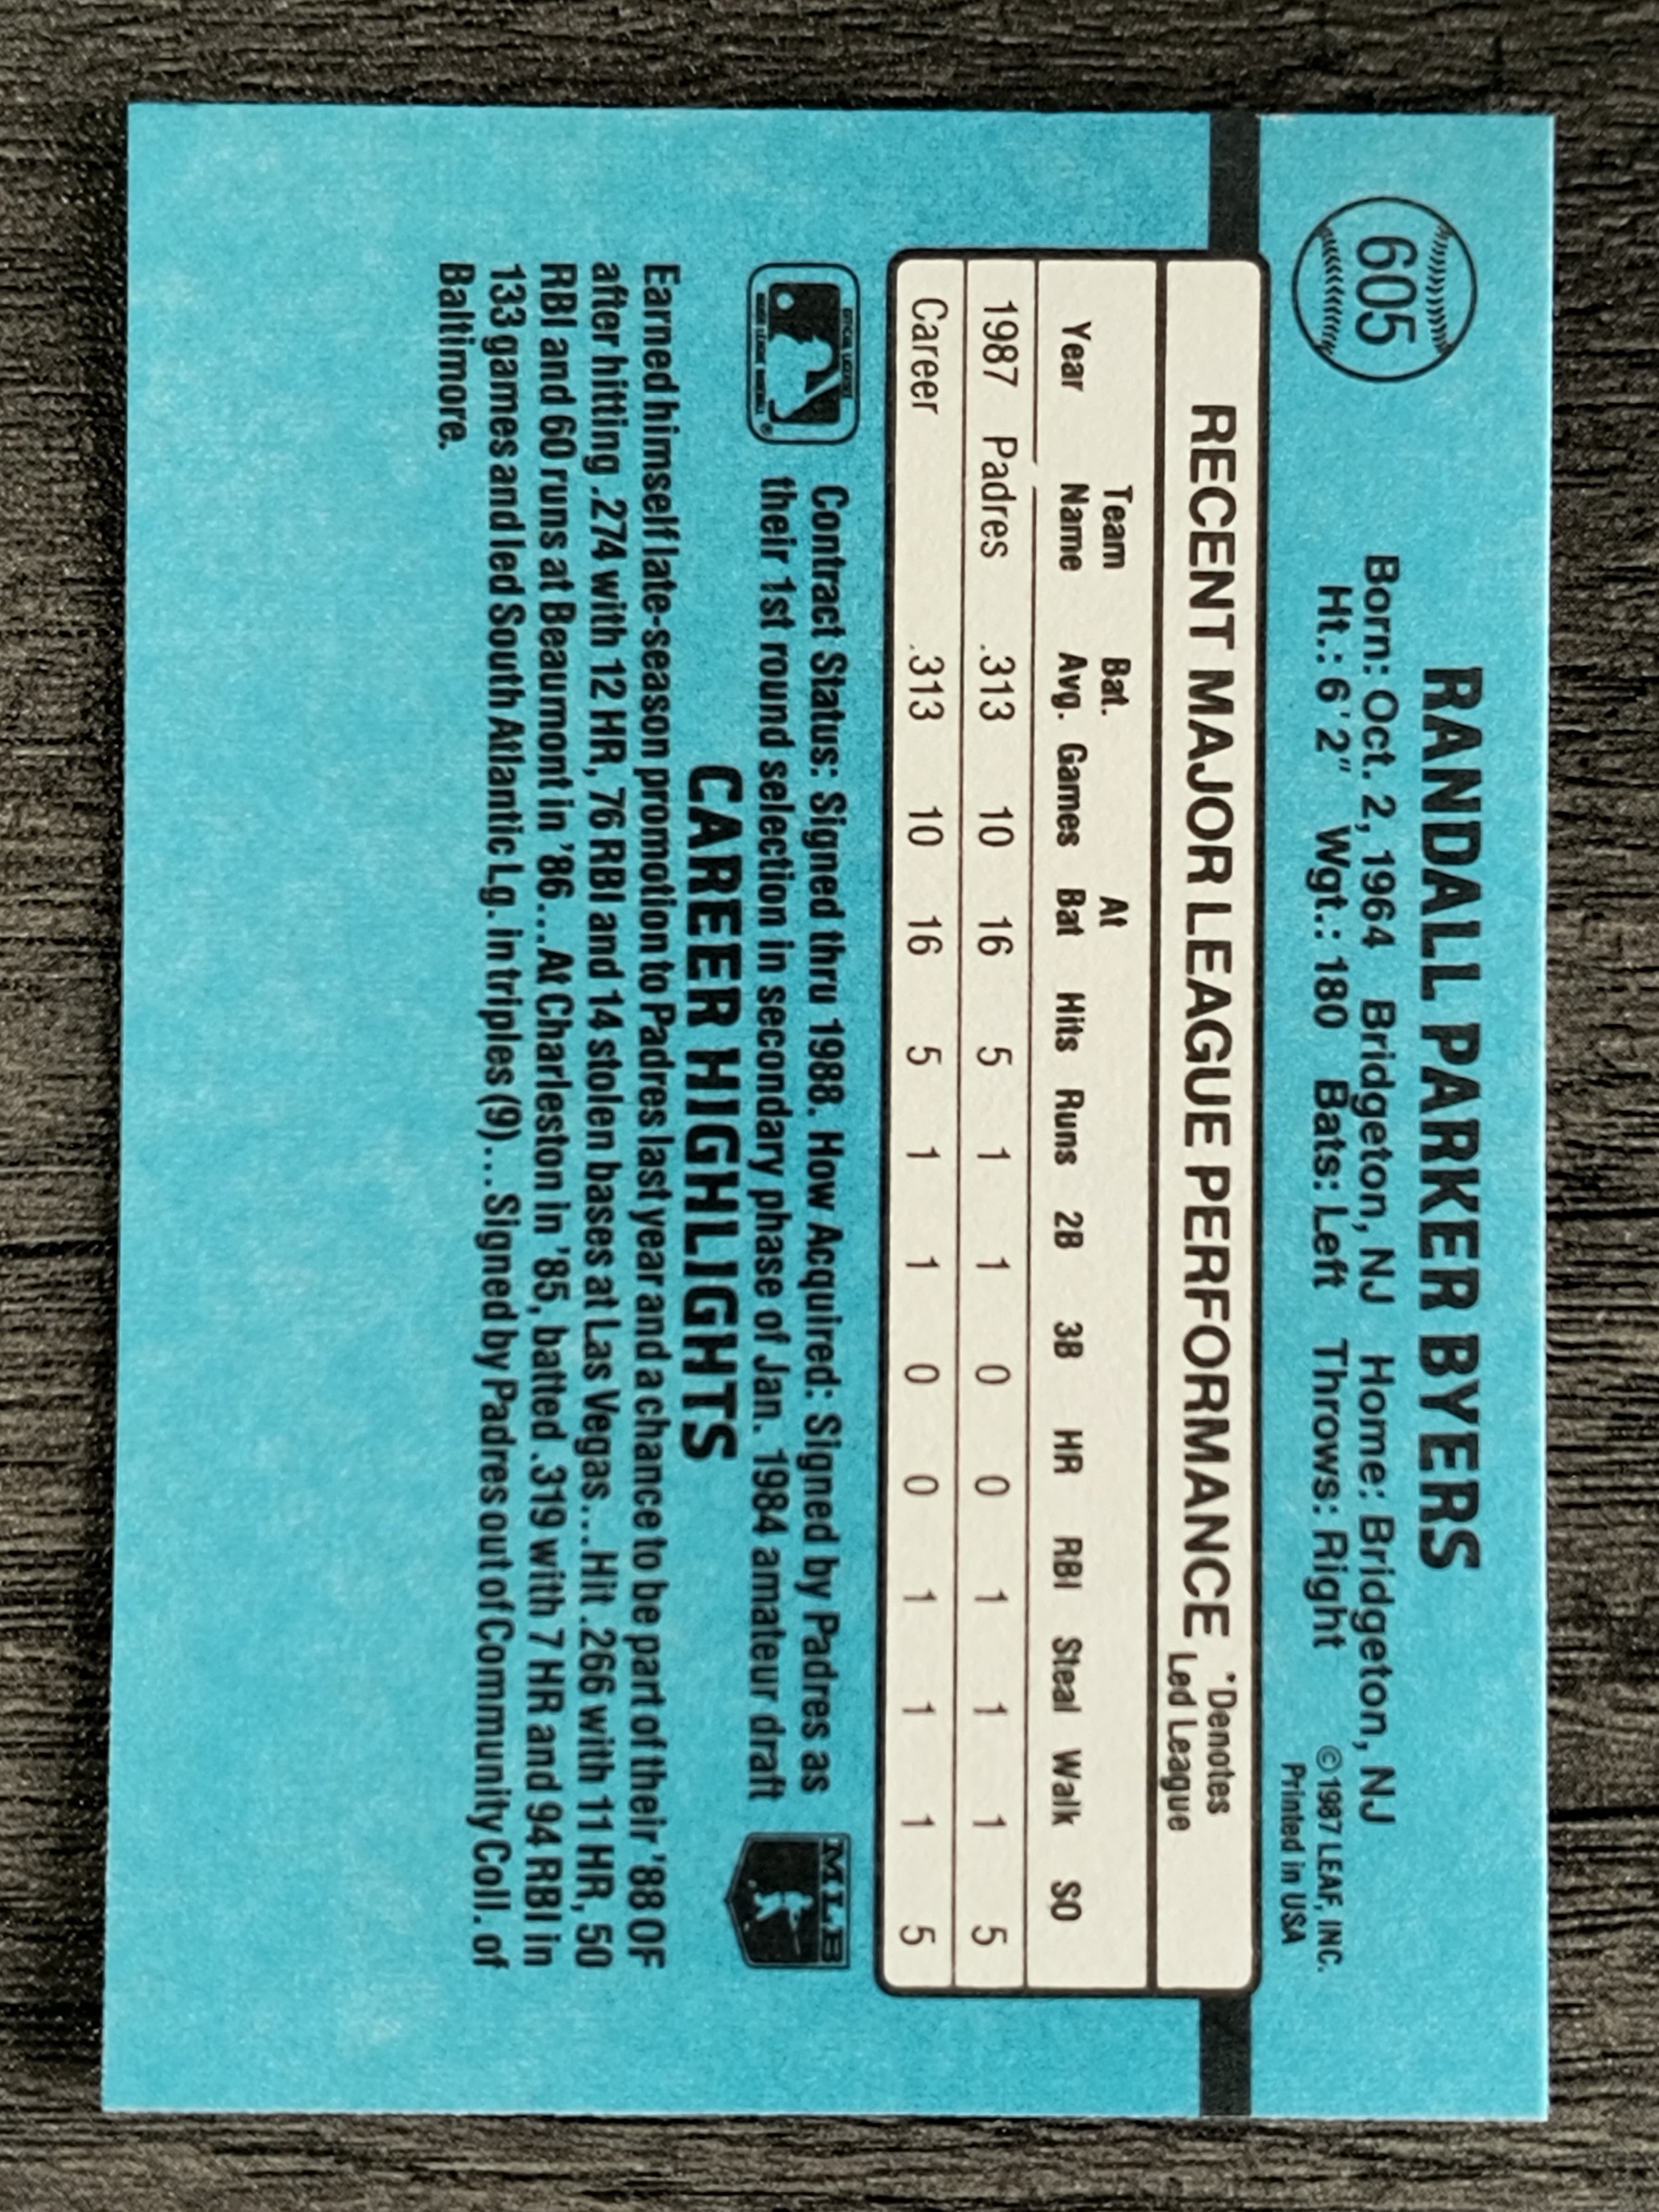 605
RANDALL PARKER BYERS
Born: Oct. 2, 1964 Bridgeton, NJ Home: Bridgeton, NJ
Ht.: 6'2" Wgt.: 180 Bats: Left Throws: Right
©1987 LEAF, INC.
Printed in USA
RECENT MAJOR LEAGUE PERFORMANCE *Denotes Led League
Year Team Name Bat. Avg. Games At Bat Hits Runs 2B 3B HR RBI Steal Walk SO
1987 Padres .313 10 16 5 1 1 0 0 1 1 1 5
Career .313 10 16 5 1 1 0 0 1 1 1 5
Contract Status: Signed thru 1988. How Acquired: Signed by Padres as
their 1st round selection in secondary phase of Jan. 1984 amateur draft
MLB
CAREER HIGHLIGHTS
Earned himself late-season promotion to Padres last year and a chance to be part of their '88 OF
after hitting .274 with 12 HR, 76 RBI and 14 stolen bases at Las Vegas...Hit .266 with 11 HR, 50
RBI and 60 runs at Beaumont in '86...At Charleston in '85, batted .319 with 7 HR and 94 RBI in
133 games and led South Atlantic Lg. in triples (9)...Signed by Padres out of Community Coll. of
Baltimore.